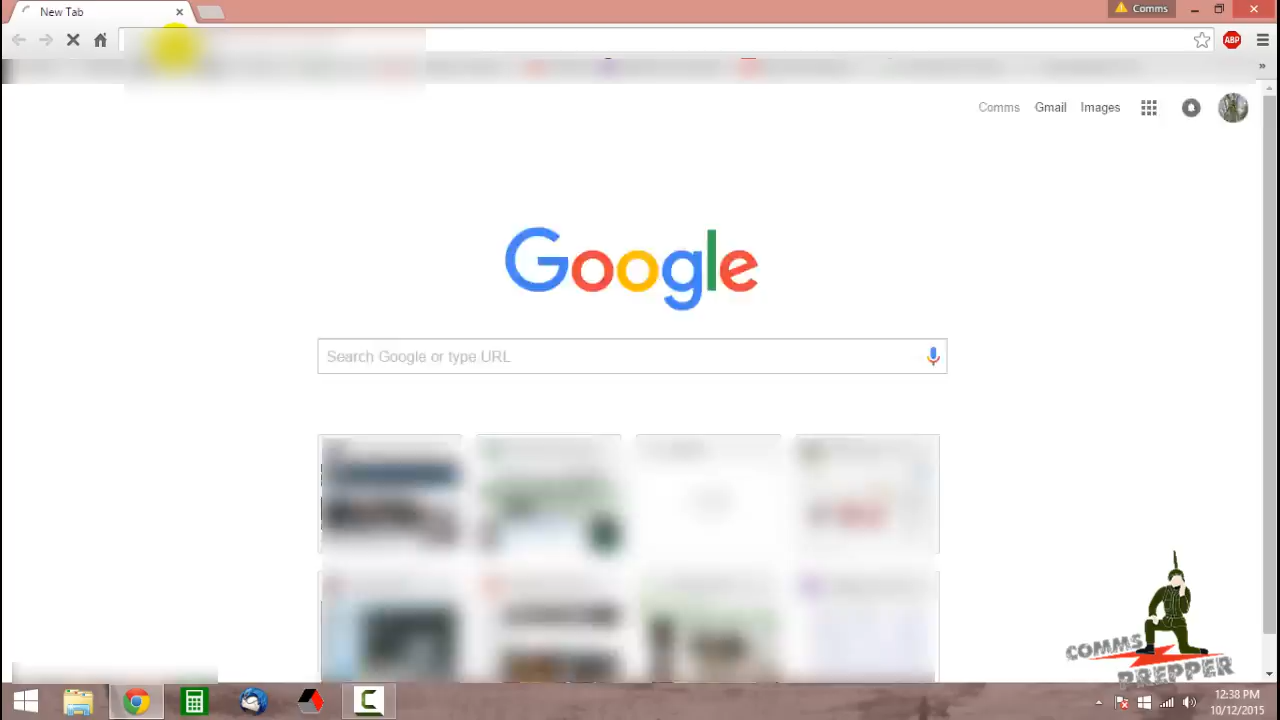 New Tab
Comms
ABP
Comms Gmail Images
Google
Search Google or type URL
COMMS
PREPPER
12:38 PM
10/12/2015